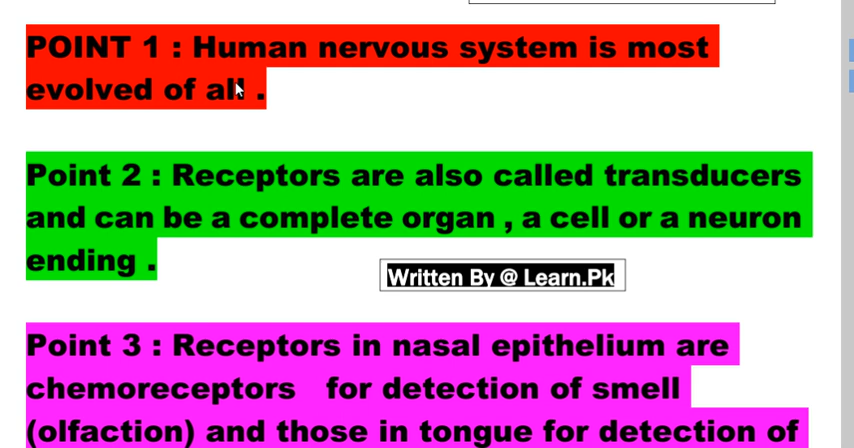 POINT 1 : Human nervous system is most
evolved of all .
Point 2 : Receptors are also called transducers
and can be a complete organ , a cell or a neuron
ending .
Written By @ Learn.Pk
Point 3 : Receptors in nasal epithelium are
chemoreceptors for detection of smell
(olfaction) and those in tongue for detection of